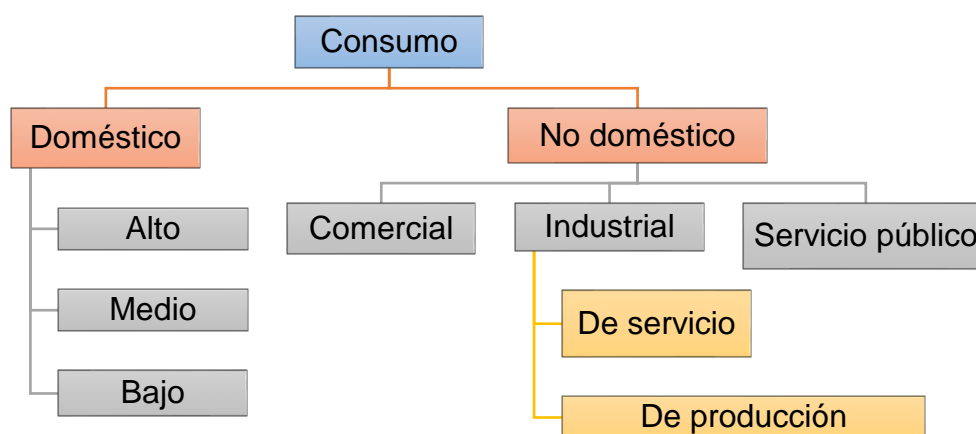 Consumo
Doméstico
No doméstico
Alto
Medio
Bajo
Comercial
Industrial
Servicio público
De servicio
De producción